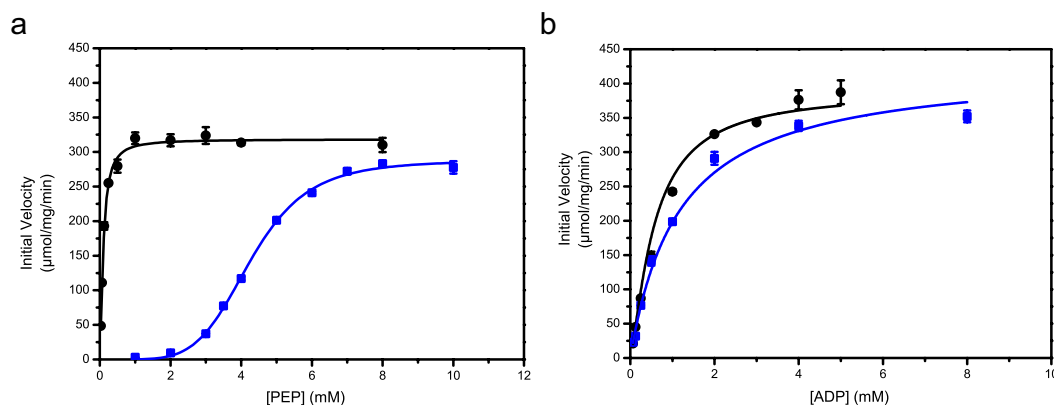 a
b
450
400
350
300
250
200
150
100
50
0
Initial Velocity
(µmol/mg/min)
0 2 4 6 8 10 12
[PEP] (mM)
450
400
350
300
250
200
150
100
50
0
Initial Velocity
(µmol/mg/min)
0 2 4 6 8 10
[ADP] (mM)